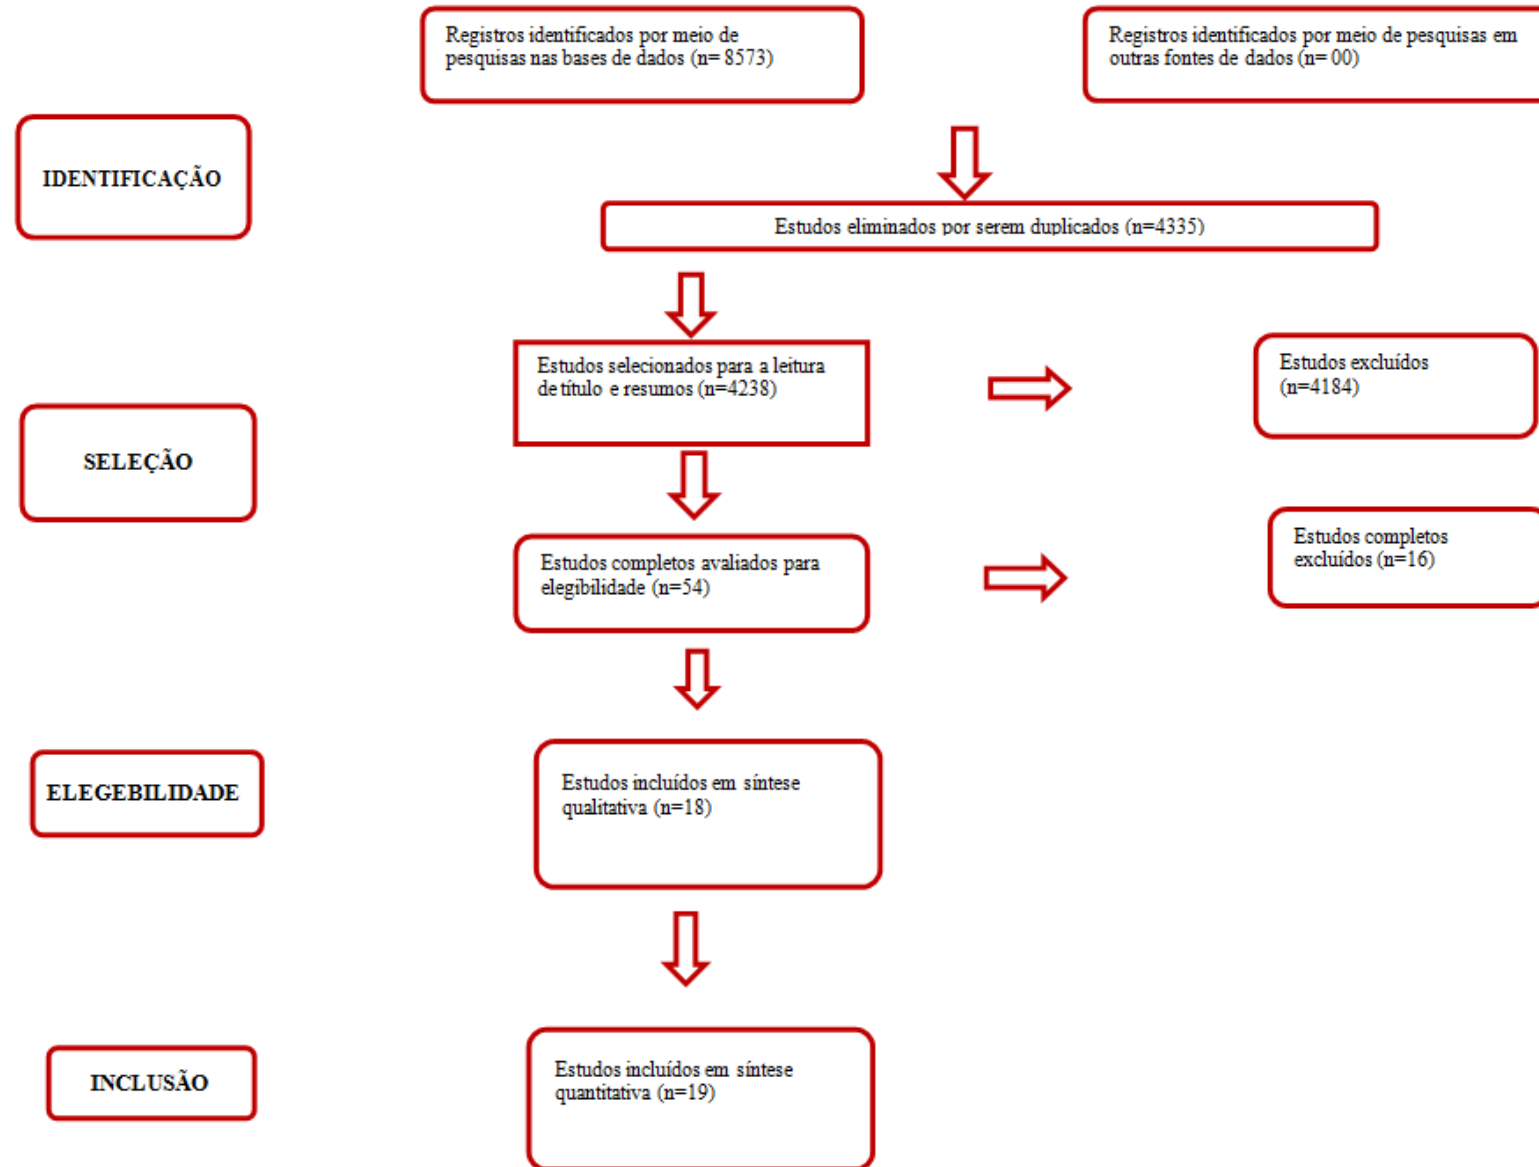 Registros identificados por meio de
pesquisas nas bases de dados (n= 8573)
Registros identificados por meio de pesquisas em
outras fontes de dados (n= 00)
IDENTIFICAÇÃO
Estudos eliminados por serem duplicados (n=4335)
Estudos selecionados para a leitura
de título e resumos (n=4238)
Estudos excluídos
(n=4184)
SELEÇÃO
Estudos completos avaliados para
elegibilidade (n=54)
Estudos completos
excluídos (n=16)
ELEGEBILIDADE
Estudos incluídos em síntese
qualitativa (n=18)
INCLUSÃO
Estudos incluídos em síntese
quantitativa (n=19)